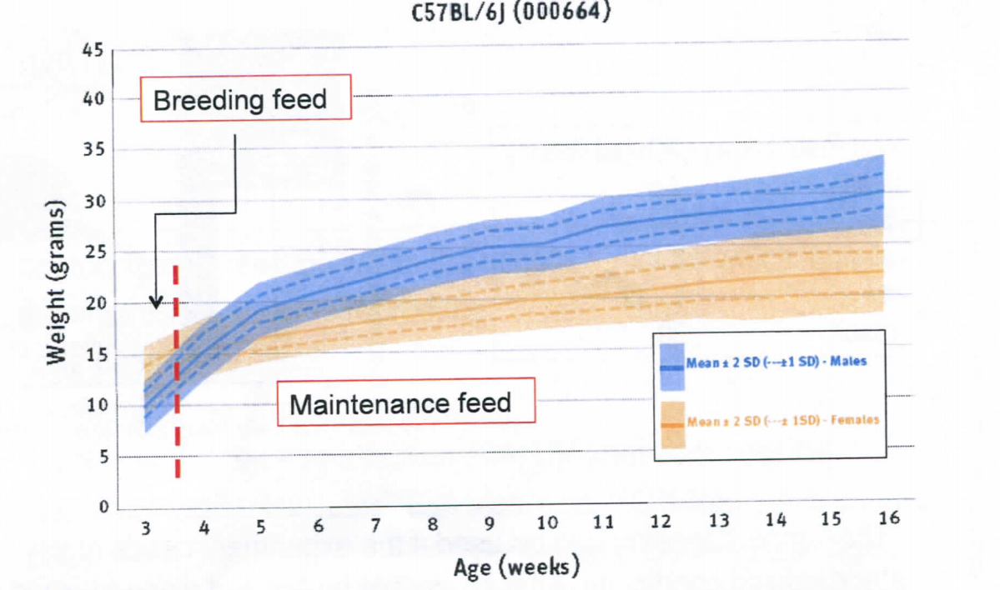 C57BL/6J (000664)
45
40
35
30
25
20
15
10
5
0
Weight (grams)
Breeding feed
Maintenance feed
Mean ± 2 SD (---±1 SD) - Males
Mean ± 2 SD (---± 1SD) - Females
3 4 5 6 7 8 9 10 11 12 13 14 15 16
Age (weeks)